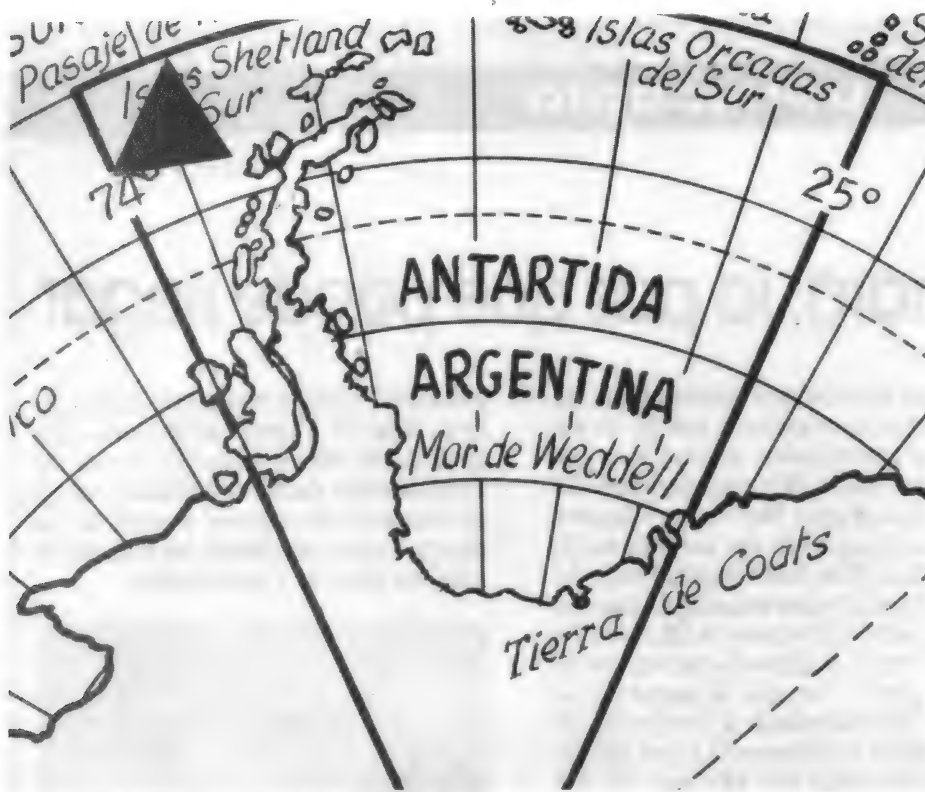 Pasaje de
Islas Shetland
Sur
Islas Orcadas
del Sur
74°
25°
ANTARTIDA
ARGENTINA
Mar de Weddell
Tierra de Coats